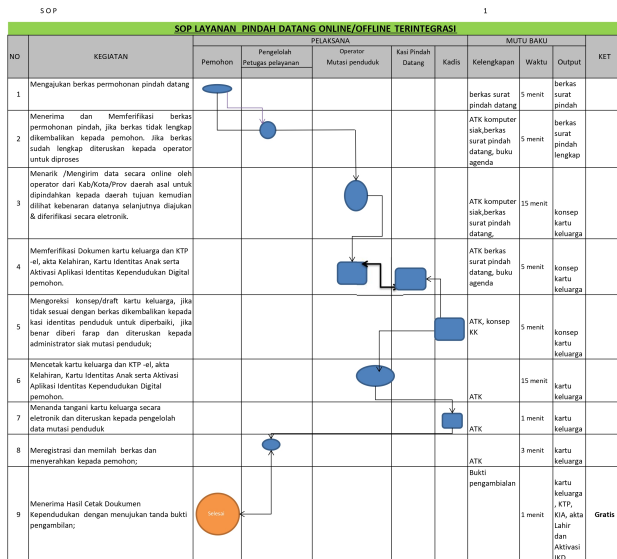 S O P
1
SOP LAYANAN PINDAH DATANG ONLINE/OFFLINE TERINTEGRASI
NO
KEGIATAN
PELAKSANA
MUTU BAKU
KET
Pemohon
Pengelolah
Petugas pelayanan
Operator
Mutasi penduduk
Kasi Pindah
Datang
Kadis
Kelengkapan
Waktu
Output
1
Mengajukan berkas permohonan pindah datang
berkas surat
pindah datang
5 menit
berkas
surat
pindah
2
Menerima dan Memferifikasi berkas
permohonan pindah, jika berkas tidak lengkap
dikembalikan kepada pemohon. Jika berkas
sudah lengkap diteruskan kepada operator
untuk diproses
ATK komputer
siak,berkas
surat pindah
datang, buku
agenda
5 menit
berkas
surat
pindah
lengkap
3
Menarik /Mengirim data secara online oleh
operator dari Kab/Kota/Prov daerah asal untuk
dipindahkan kepada daerah tujuan kemudian
dilihat kebenaran datanya selanjutnya diajukan
& diferifikasi secara eletronik.
ATK komputer
siak,berkas
surat pindah
datang,
15 menit
konsep
kartu
keluarga
4
Memferifikasi Dokumen kartu keluarga dan KTP
-el, akta Kelahiran, Kartu Identitas Anak serta
Aktivasi Aplikasi Identitas Kependudukan Digital
pemohon.
ATK berkas
surat pindah
datang, buku
agenda
5 menit
konsep
kartu
keluarga
5
Mengoreksi konsep/draft kartu keluarga, jika
tidak sesuai dengan berkas dikembalikan kepada
kasi identitas penduduk untuk diperbaiki, jika
benar diberi farap dan diteruskan kepada
administrator siak mutasi penduduk;
ATK, konsep
KK
5 menit
konsep
kartu
keluarga
6
Mencetak kartu keluarga dan KTP -el, akta
Kelahiran, Kartu Identitas Anak serta Aktivasi
Aplikasi Identitas Kependudukan Digital
pemohon.
ATK
15 menit
kartu
keluarga
7
Menanda tangani kartu keluarga secara
eletronik dan diteruskan kepada pengelolah
data mutasi penduduk
ATK
1 menit
kartu
keluarga
8
Meregistrasi dan memilah berkas dan
menyerahkan kepada pemohon;
ATK
3 menit
kartu
keluarga
9
Menerima Hasil Cetak Doukumen
Kependudukan dengan menujukan tanda bukti
pengambilan;
Selesai
Bukti
pengambialan
1 menit
kartu
keluarga
, KTP,
KIA, akta
Lahir
dan
Aktivasi
IKD
Gratis